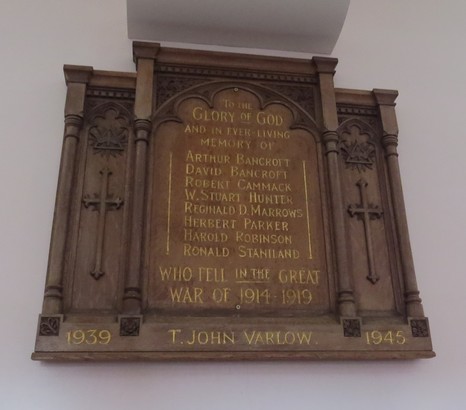 TO THE
GLORY OF GOD
AND IN EVER-LIVING
MEMORY OF
ARTHUR BANCROFT
DAVID BANCROFT
ROBERT CAMMACK
W. STUART HUNTER
REGINALD D. MARROWS
HERBERT PARKER
HAROLD ROBINSON
RONALD STANILAND
WHO FELL IN THE GREAT
WAR OF 1914-1919
1939 T. JOHN VARLOW. 1945